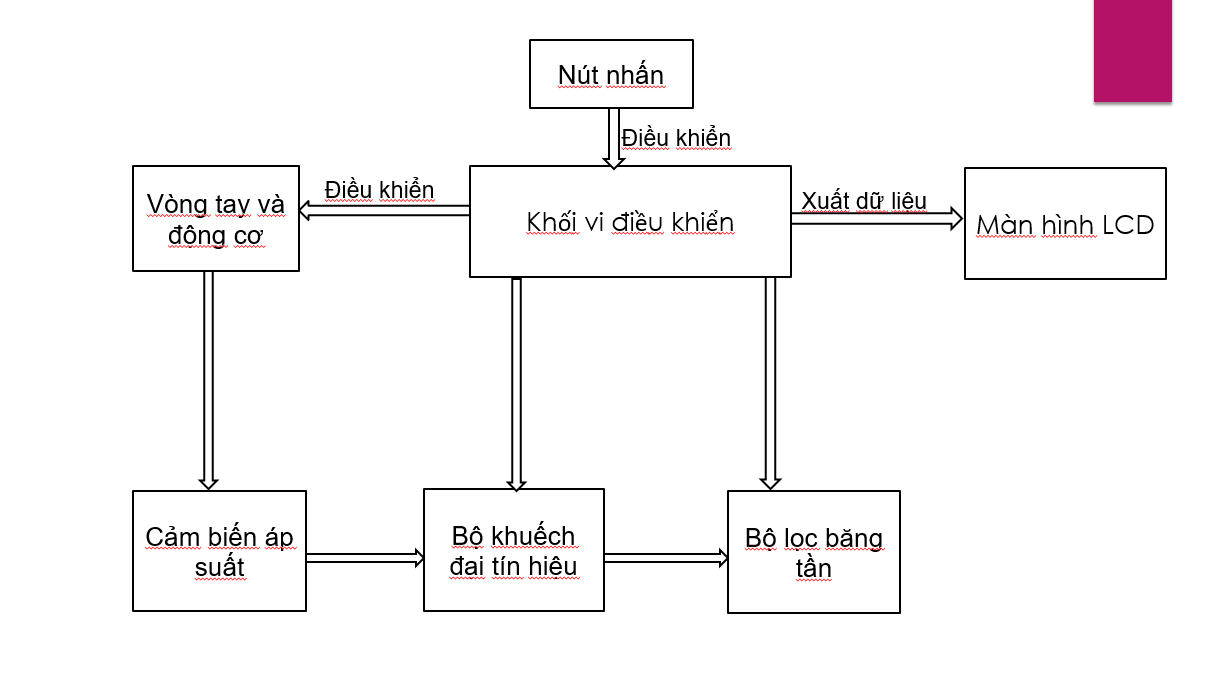 Nút nhấn
Điều khiển
Vòng tay và
động cơ
Điều khiển
Khối vi điều khiển
Xuất dữ liệu
Màn hình LCD
Cảm biến áp
suất
Bộ khuếch
đại tín hiệu
Bộ lọc băng
tần